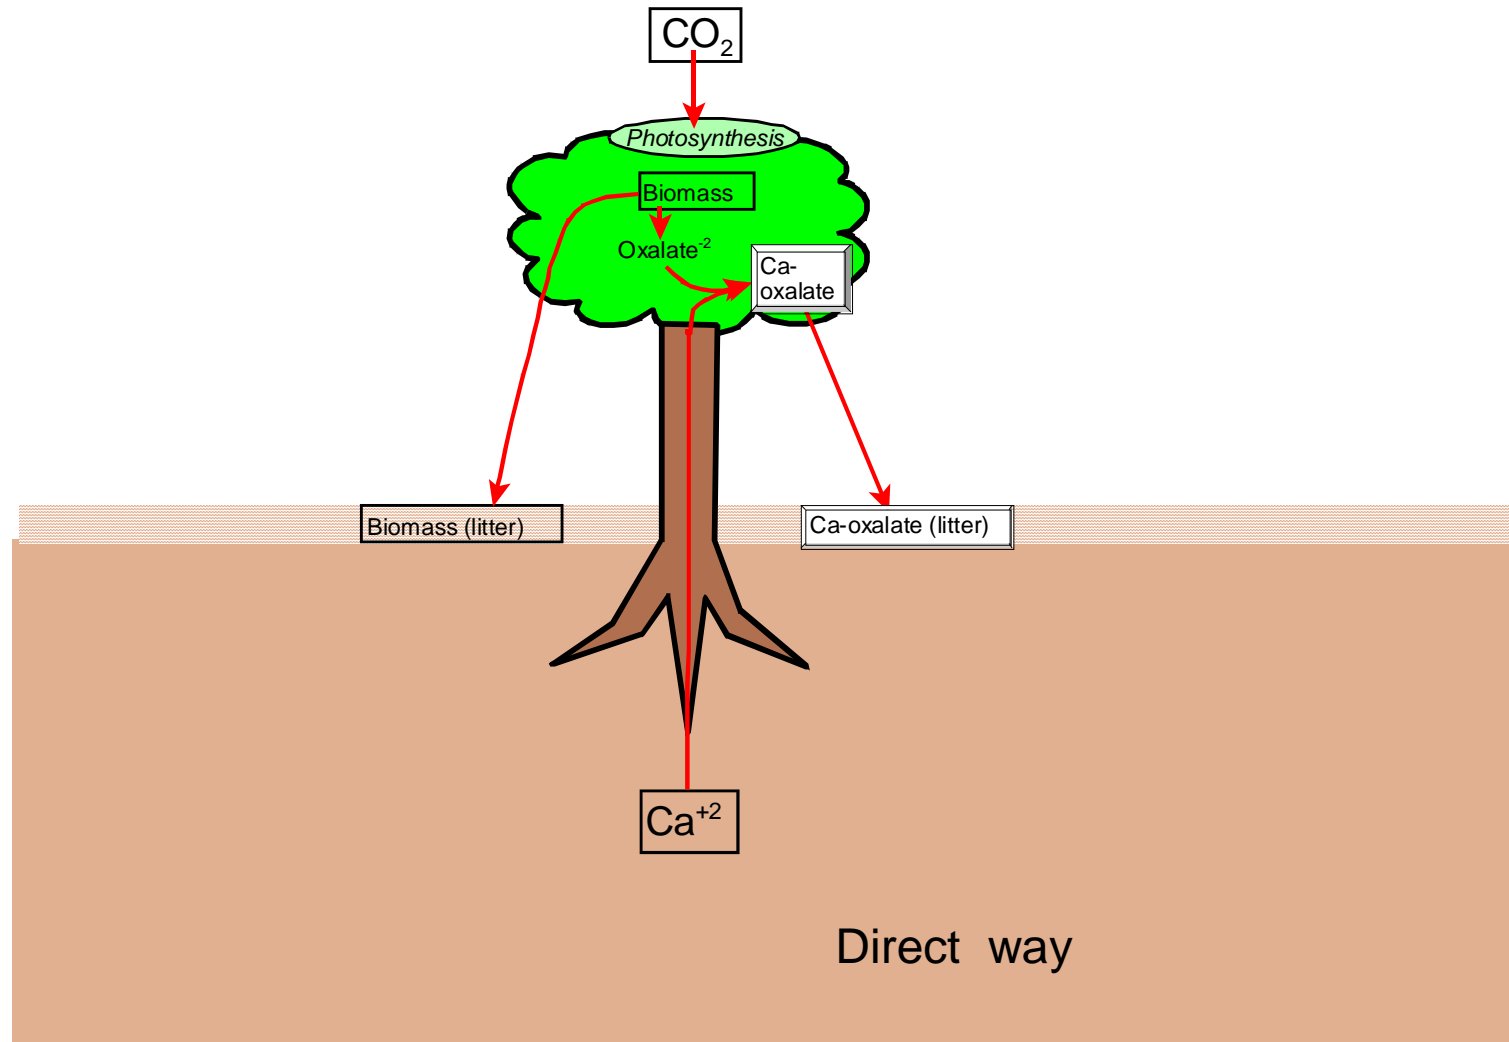 CO₂
Photosynthesis
Biomass
Oxalate⁻²
Ca-
oxalate
Biomass (litter)
Ca-oxalate (litter)
Ca⁺²
Direct way